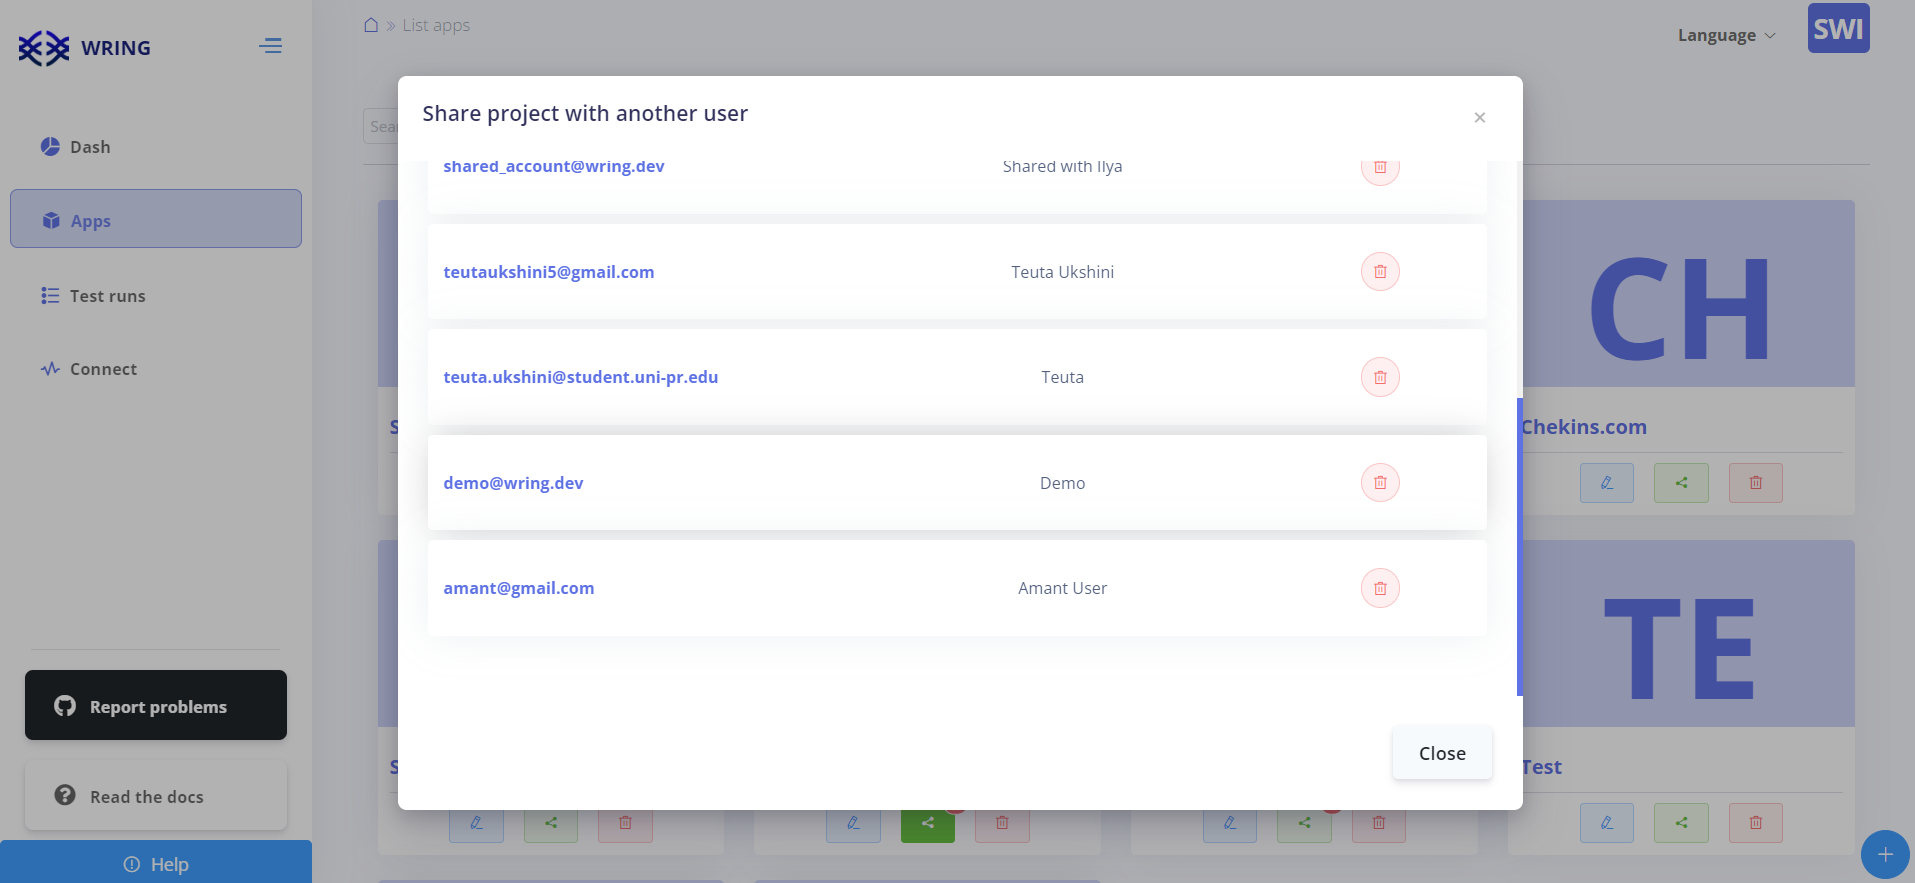 WRING
» List apps
Language
SWI
Dash
Apps
Test runs
Connect
Report problems
Read the docs
Help
Share project with another user
×
shared_account@wring.dev Shared with Ilya
teutaukshini5@gmail.com Teuta Ukshini
teuta.ukshini@student.uni-pr.edu Teuta
demo@wring.dev Demo
amant@gmail.com Amant User
Close
CH
Chekins.com
TE
Test